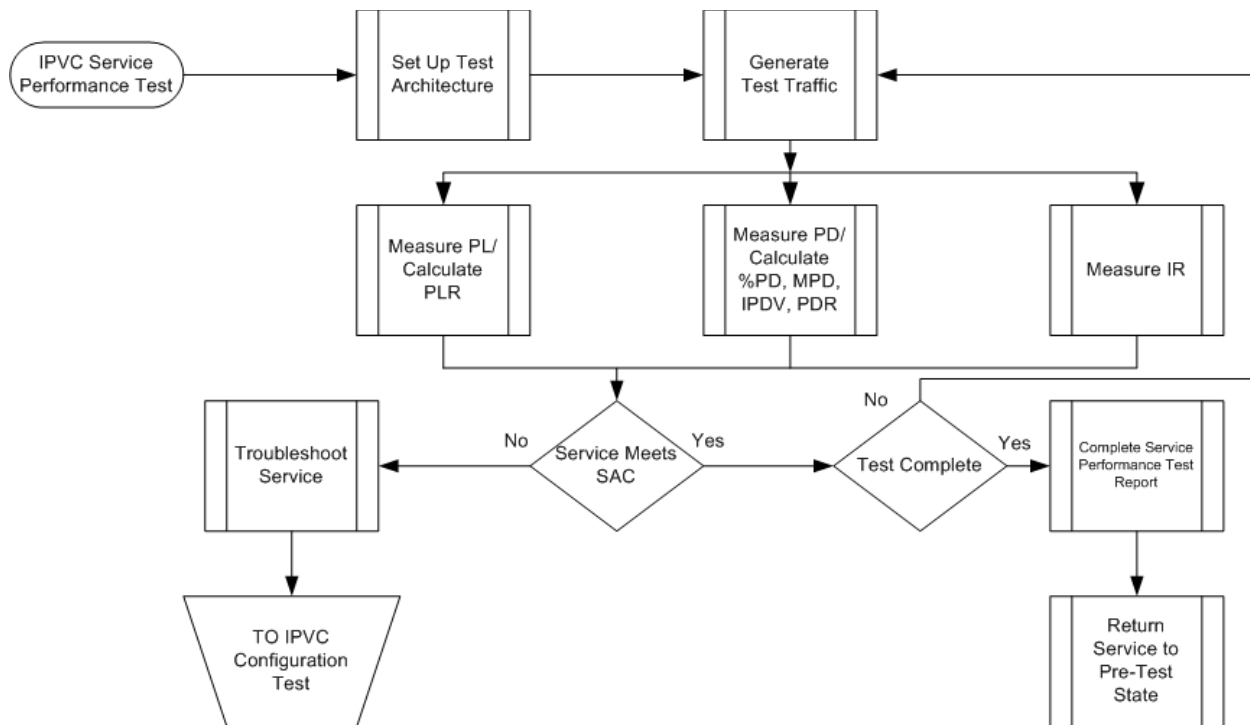 IPVC Service
Performance Test
Set Up Test
Architecture
Generate
Test Traffic
Measure PL/
Calculate
PLR
Measure PD/
Calculate
%PD, MPD,
IPDV, PDR
Measure IR
No
Troubleshoot
Service
No
Service Meets
SAC
Yes
Test Complete
Yes
Complete Service
Performance Test
Report
TO IPVC
Configuration
Test
Return
Service to
Pre-Test
State